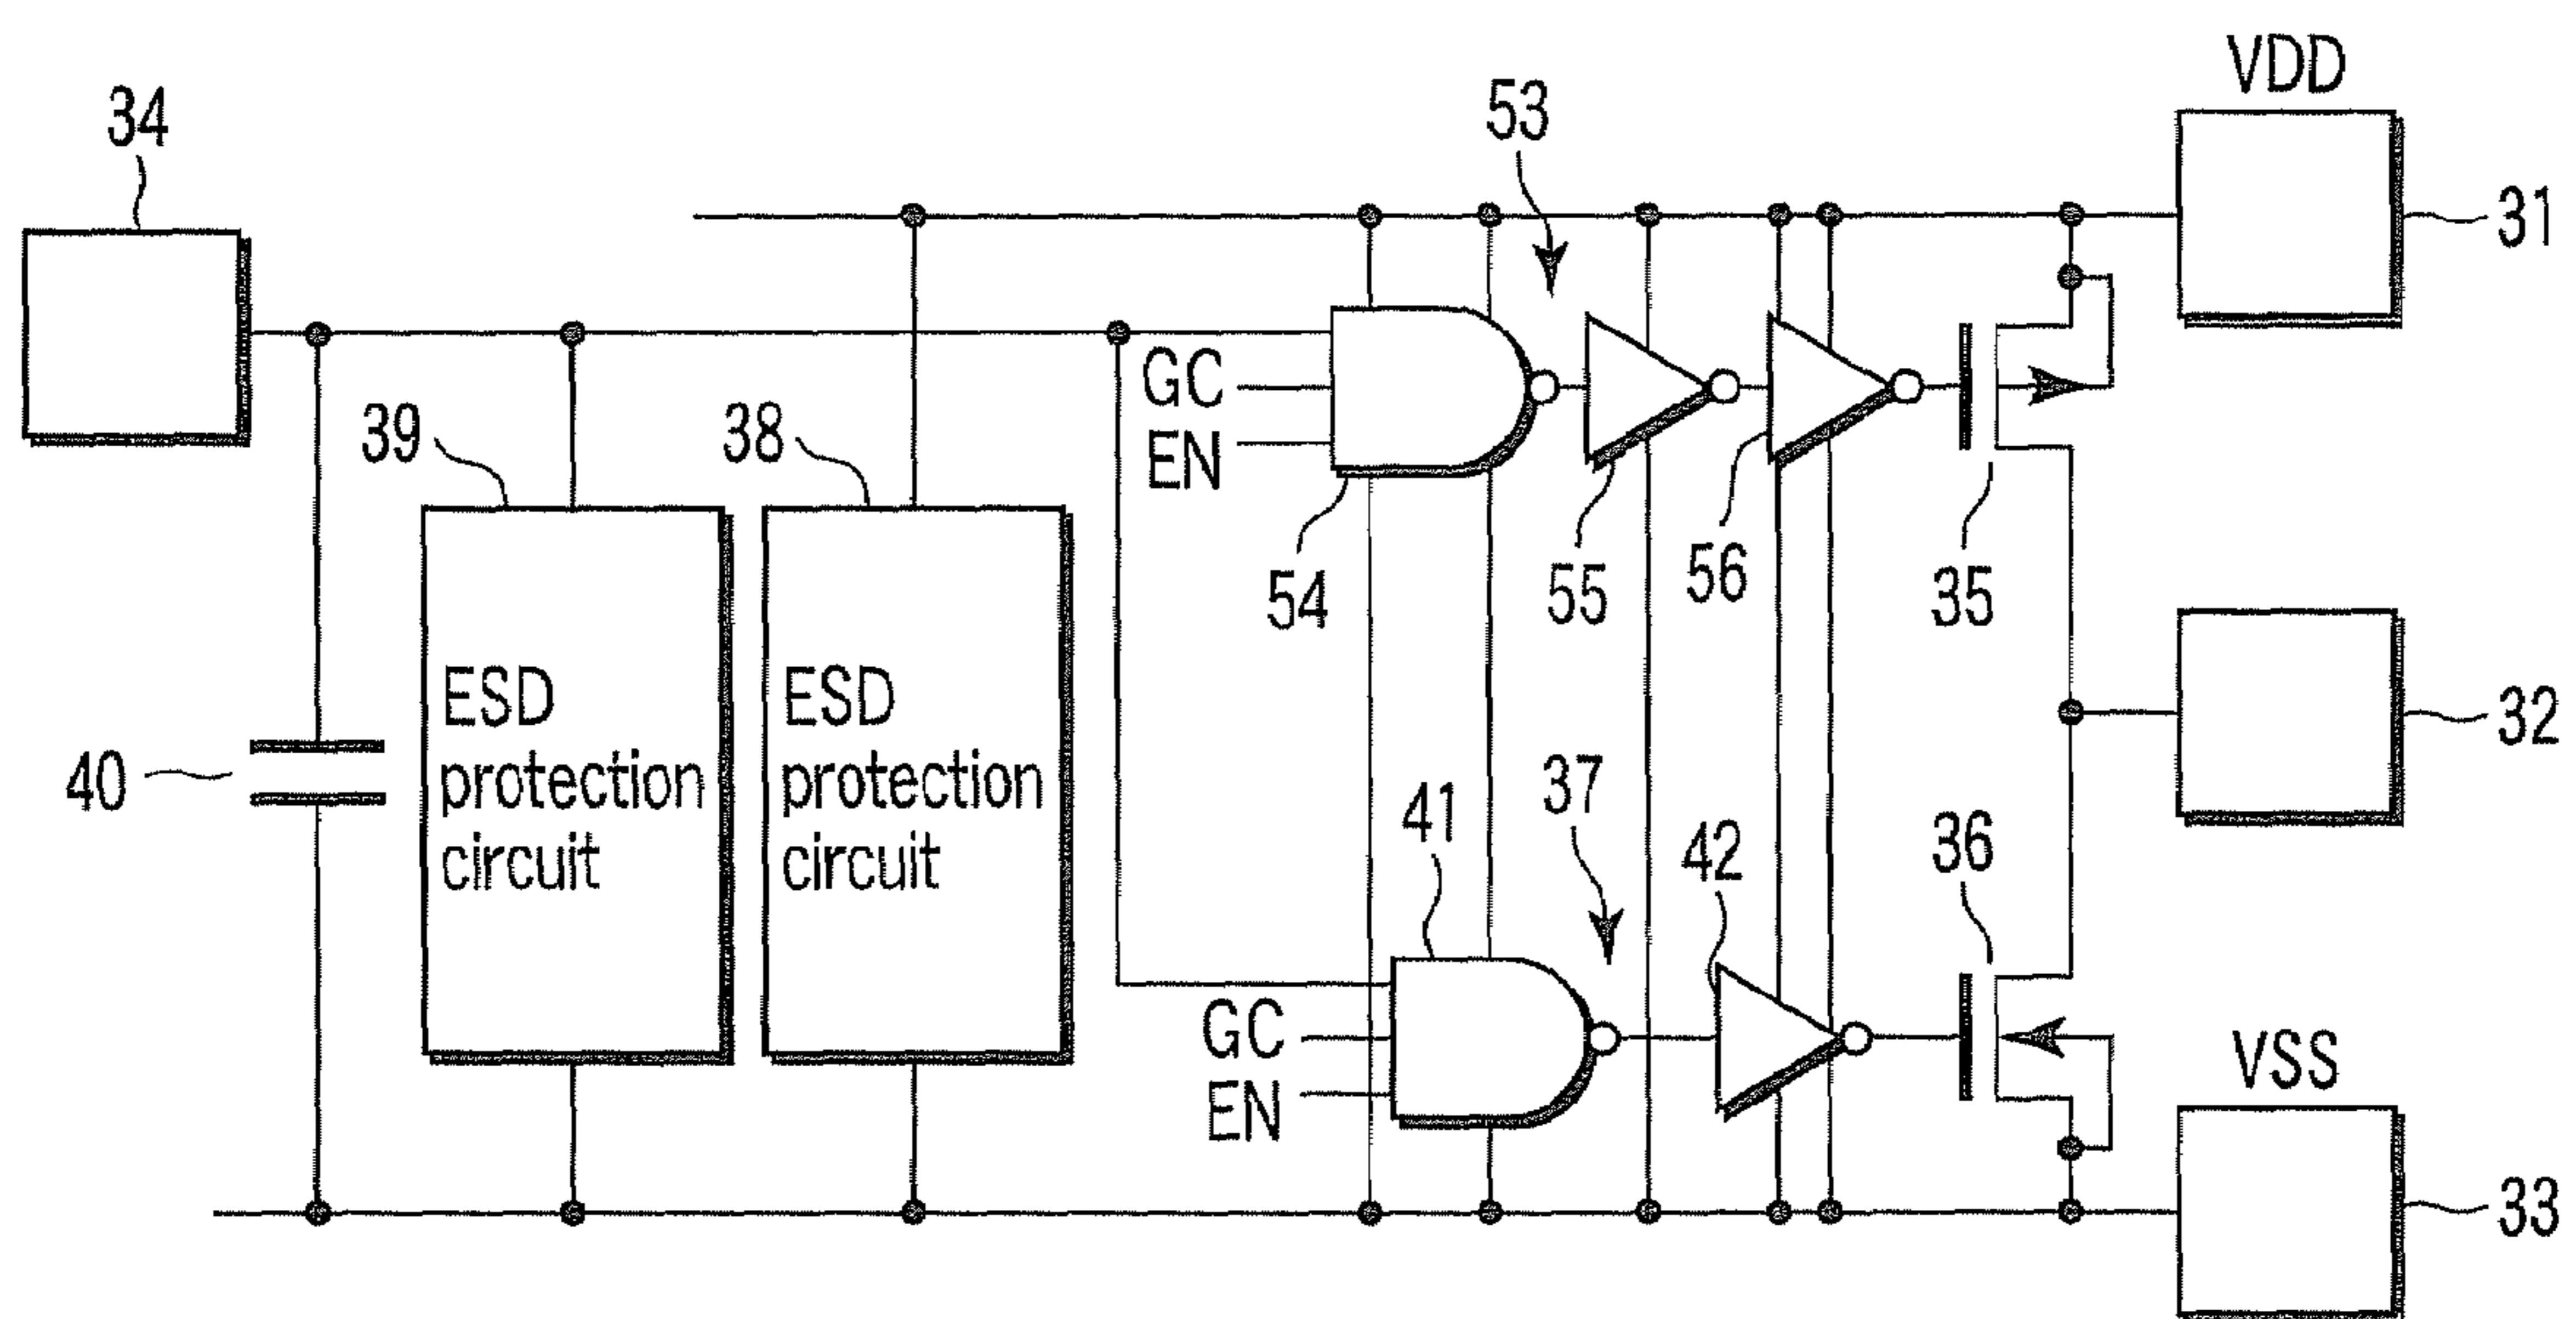 VDD
34
53
31
GC
EN
39
38
54
55
56
35
32
ESD
protection
circuit
ESD
protection
circuit
40
41
37
42
36
GC
EN
VSS
33